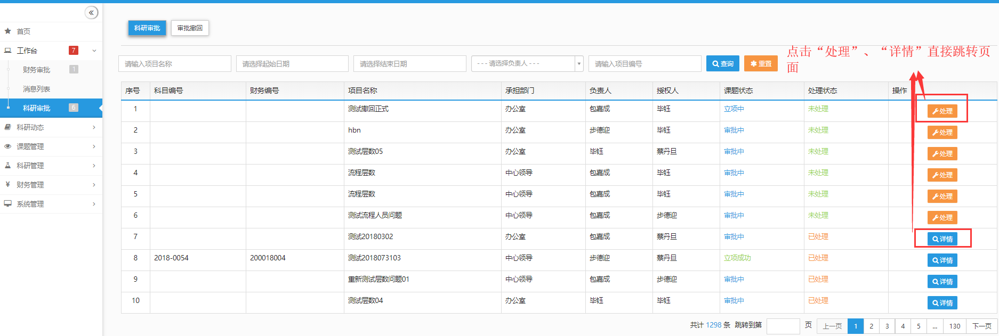 首页
工作台 7
财务审批 1
消息列表
科研审批 6
科研动态
课题管理
科研管理
财务管理
系统管理
科研审批 审批撤回
请输入项目名称 请选择起始日期 请选择结束日期 - - - 请选择负责人 - - - 请输入项目编号 查询 重置
点击“处理”、“详情”直接跳转页
面
序号 科目编号 财务编号 项目名称 承担部门 负责人 授权人 课题状态 处理状态 操作
1 测试撤回正式 办公室 包嘉成 毕钰 立项中 未处理 处理
2 hbn 办公室 步德迎 毕钰 审批中 未处理 处理
3 测试层数05 办公室 毕钰 蔡丹旦 审批中 未处理 处理
4 流程层数 中心领导 包嘉成 毕钰 审批中 未处理 处理
5 流程层数 中心领导 包嘉成 毕钰 审批中 未处理 处理
6 测试流程人员问题 中心领导 包嘉成 步德迎 审批中 未处理 处理
7 测试20180302 办公室 包嘉成 蔡丹旦 审批中 已处理 详情
8 2018-0054 200018004 测试2018073103 中心领导 步德迎 蔡丹旦 立项成功 已处理 详情
9 重新测试层数问题01 中心领导 包嘉成 步德迎 审批中 已处理 详情
10 测试层数04 办公室 毕钰 毕钰 审批中 已处理 详情
共计 1298 条 跳转到第 页 上一页 1 2 3 4 5 ... 130 下一页